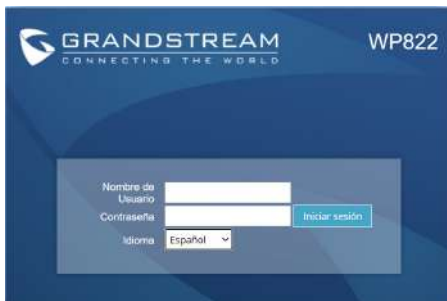 GRANDSTREAM
CONNECTING THE WORLD
WP822
Nombre de
Usuario
Contraseña
Iniciar sesión
Idioma
Español